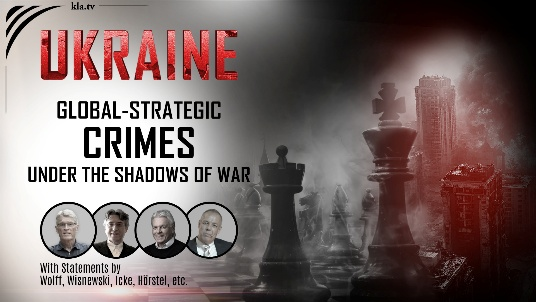 kla.tv
UKRAINE
GLOBAL-STRATEGIC
CRIMES
UNDER THE SHADOWS OF WAR
With Statements by
Wolff, Wisnewski, Icke, Hörstel, etc.